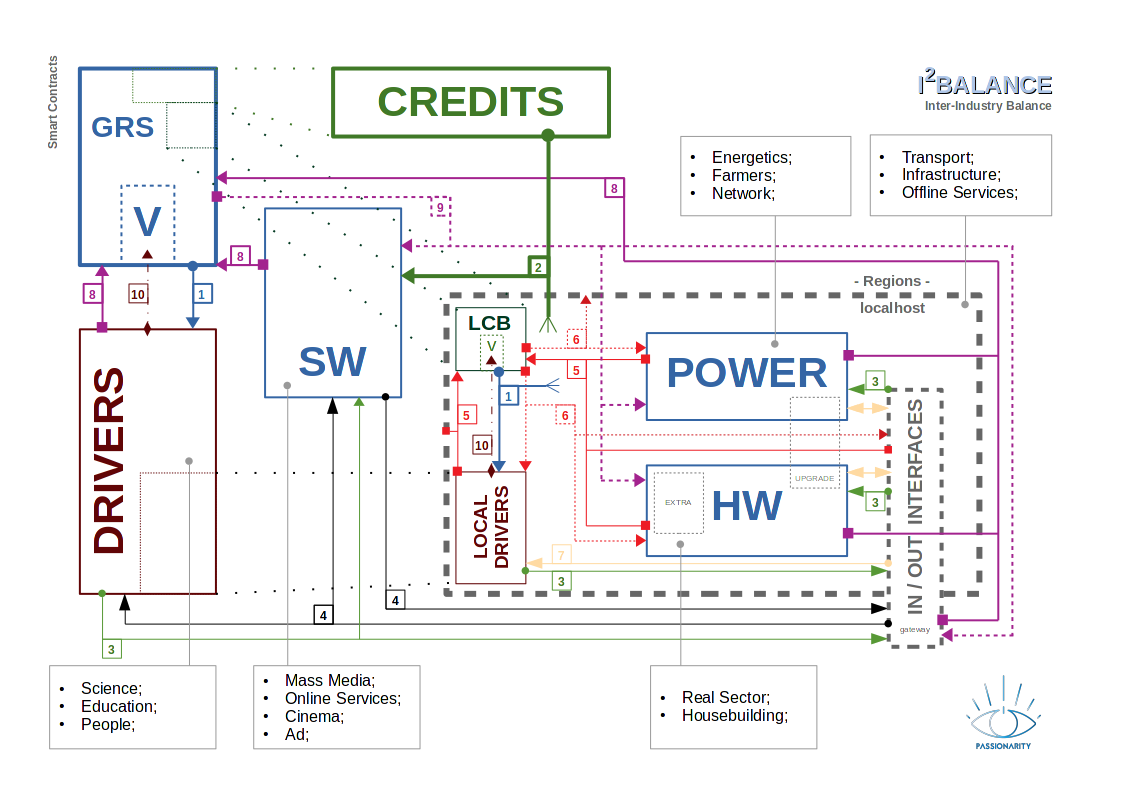 Smart Contracts
GRS
V
CREDITS
I²BALANCE
Inter-Industry Balance
• Energetics;
• Farmers;
• Network;
• Transport;
• Infrastructure;
• Offline Services;
8
9
8
2
8
10
1
- Regions -
localhost
LCB
V
6
5
SW
POWER
3
1
5
6
10
DRIVERS
LOCAL
DRIVERS
EXTRA
HW
UPGRADE
3
IN / OUT INTERFACES
7
3
4
4
gateway
3
• Science;
• Education;
• People;
• Mass Media;
• Online Services;
• Cinema;
• Ad;
• Real Sector;
• Housebuilding;
PASSIONARITY